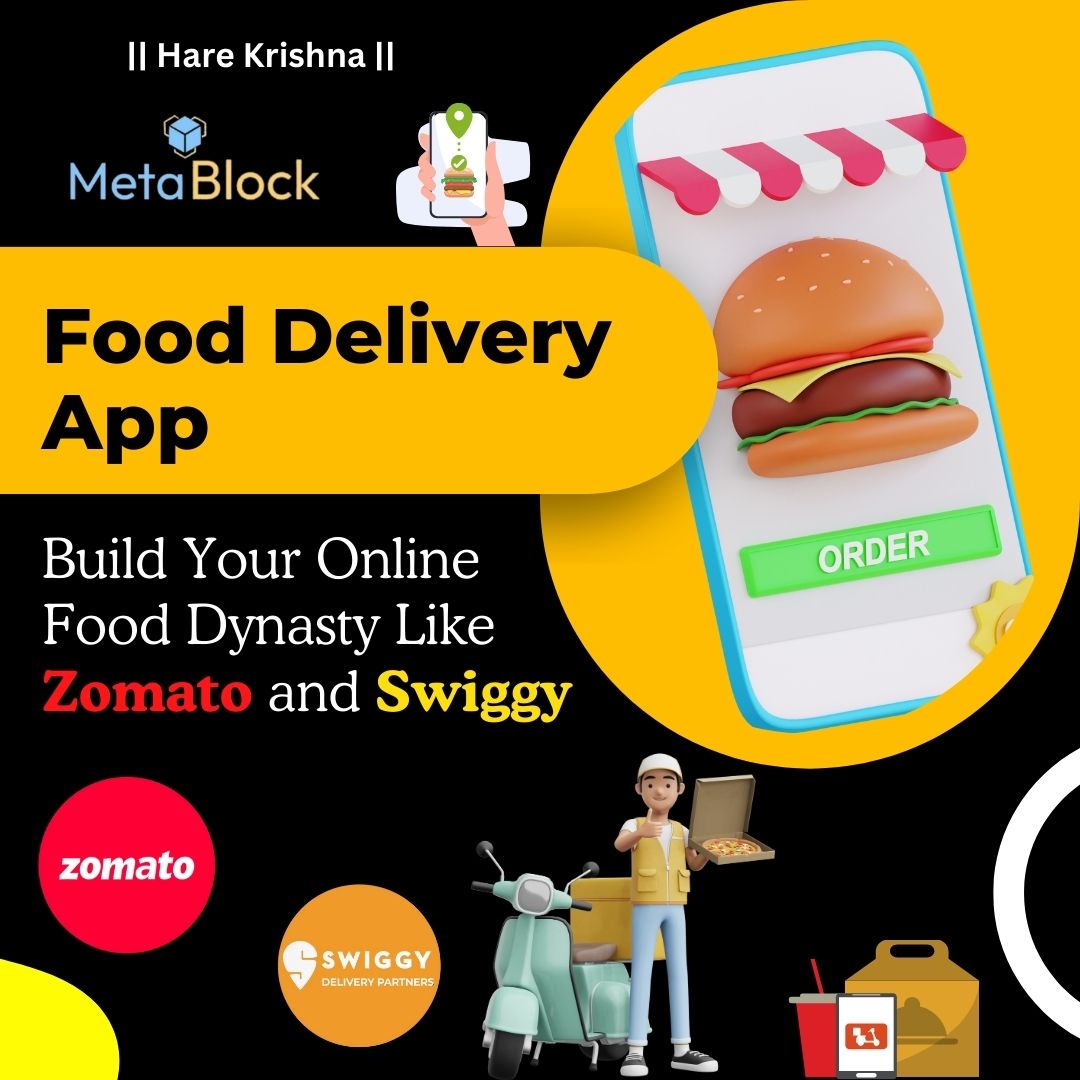 || Hare Krishna ||
MetaBlock
Food Delivery
App
ORDER
Build Your Online
Food Dynasty Like
Zomato and Swiggy
zomato
SWIGGY
DELIVERY PARTNERS